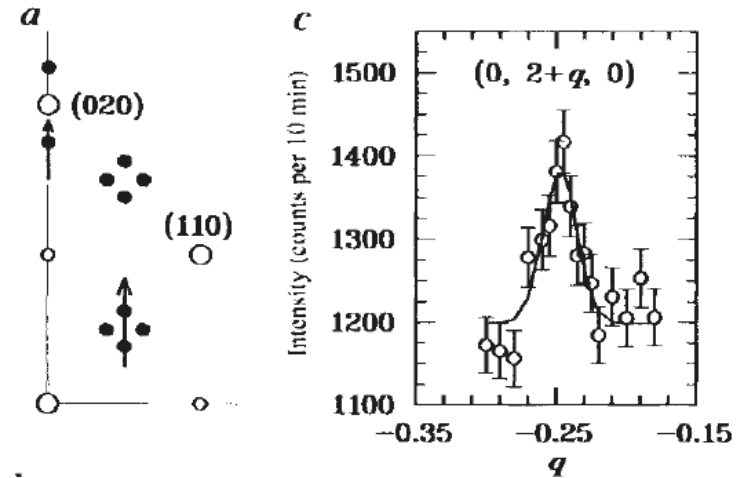 a
(020)
(110)
c
(0, 2+q, 0)
Intensity (counts per 10 min)
1500
1400
1300
1200
1100
−0.35 −0.25 −0.15
q